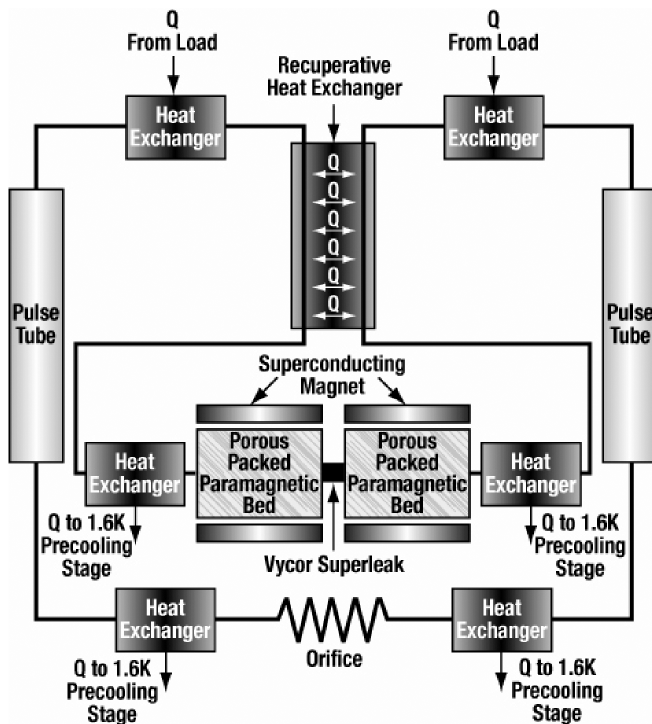 Q
From Load
Q
From Load
Recuperative
Heat Exchanger
Heat
Exchanger
Heat
Exchanger
Q
Q
Q
Q
Q
Pulse
Tube
Pulse
Tube
Superconducting
Magnet
Porous
Packed
Paramagnetic
Bed
Porous
Packed
Paramagnetic
Bed
Heat
Exchanger
Heat
Exchanger
Q to 1.6K
Precooling
Stage
Q to 1.6K
Precooling
Stage
Vycor Superleak
Heat
Exchanger
Heat
Exchanger
Orifice
Q to 1.6K
Precooling
Stage
Q to 1.6K
Precooling
Stage